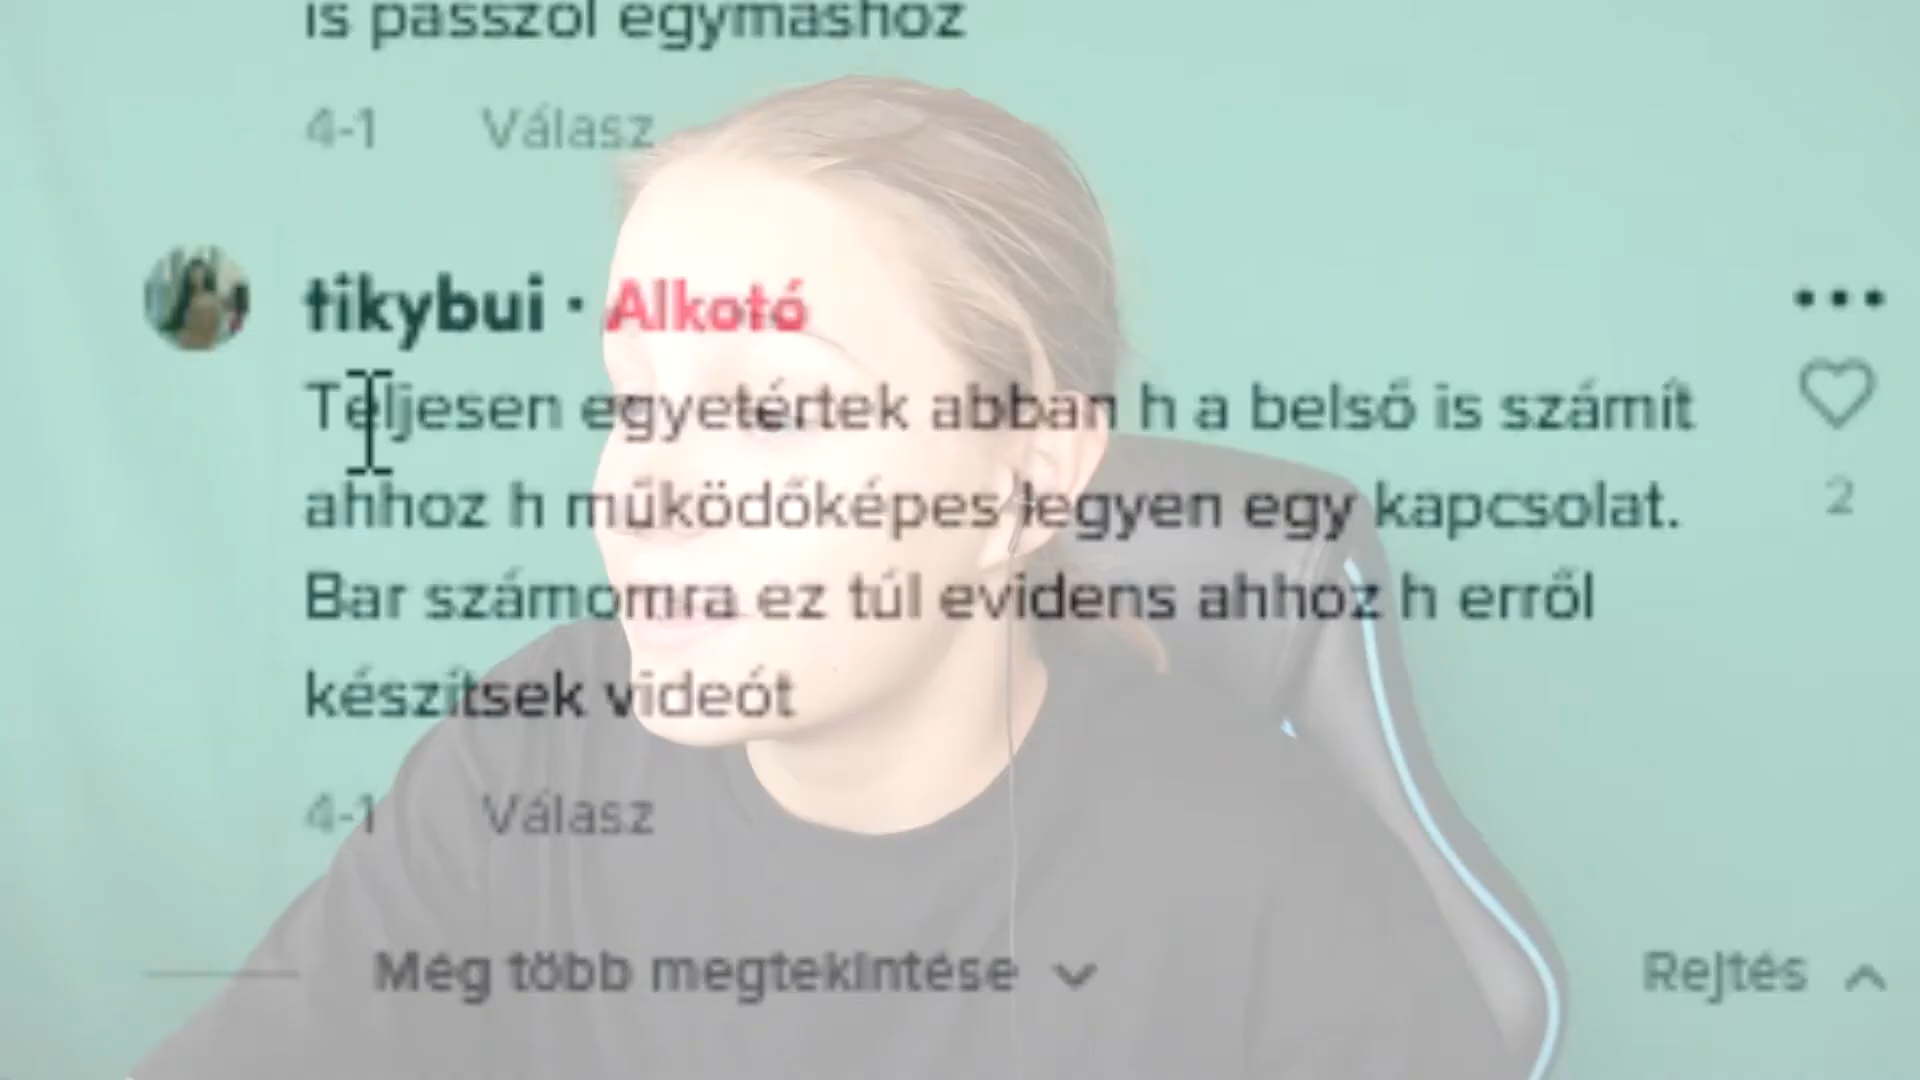 is passzol egymáshoz
4-1 Válasz
tikybui · Alkotó
Teljesen egyetértek abban h a belső is számít
ahhoz h működőképes legyen egy kapcsolat.
2
Bar számomra ez túl evidens ahhoz h erről
készítsek videót
4-1 Válasz
Még több megtekintése
Rejtés